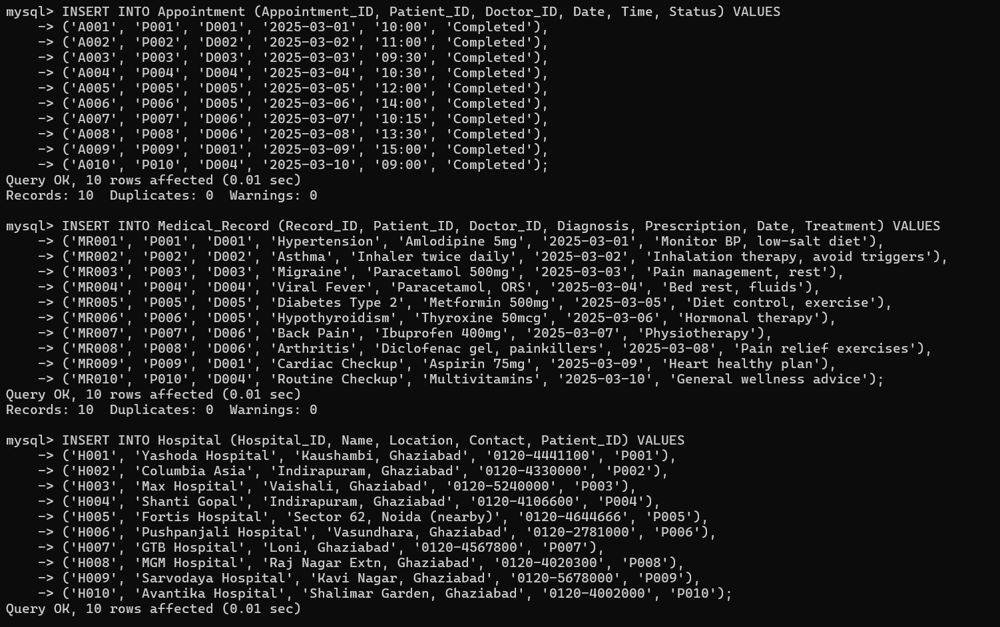 mysql> INSERT INTO Appointment (Appointment_ID, Patient_ID, Doctor_ID, Date, Time, Status) VALUES
    -> ('A001', 'P001', 'D001', '2025-03-01', '10:00', 'Completed'),
    -> ('A002', 'P002', 'D002', '2025-03-02', '11:00', 'Completed'),
    -> ('A003', 'P003', 'D003', '2025-03-03', '09:30', 'Completed'),
    -> ('A004', 'P004', 'D004', '2025-03-04', '10:30', 'Completed'),
    -> ('A005', 'P005', 'D005', '2025-03-05', '12:00', 'Completed'),
    -> ('A006', 'P006', 'D005', '2025-03-06', '14:00', 'Completed'),
    -> ('A007', 'P007', 'D006', '2025-03-07', '10:15', 'Completed'),
    -> ('A008', 'P008', 'D006', '2025-03-08', '13:30', 'Completed'),
    -> ('A009', 'P009', 'D001', '2025-03-09', '15:00', 'Completed'),
    -> ('A010', 'P010', 'D004', '2025-03-10', '09:00', 'Completed');
Query OK, 10 rows affected (0.01 sec)
Records: 10  Duplicates: 0  Warnings: 0

mysql> INSERT INTO Medical_Record (Record_ID, Patient_ID, Doctor_ID, Diagnosis, Prescription, Date, Treatment) VALUES
    -> ('MR001', 'P001', 'D001', 'Hypertension', 'Amlodipine 5mg', '2025-03-01', 'Monitor BP, low-salt diet'),
    -> ('MR002', 'P002', 'D002', 'Asthma', 'Inhaler twice daily', '2025-03-02', 'Inhalation therapy, avoid triggers'),
    -> ('MR003', 'P003', 'D003', 'Migraine', 'Paracetamol 500mg', '2025-03-03', 'Pain management, rest'),
    -> ('MR004', 'P004', 'D004', 'Viral Fever', 'Paracetamol, ORS', '2025-03-04', 'Bed rest, fluids'),
    -> ('MR005', 'P005', 'D005', 'Diabetes Type 2', 'Metformin 500mg', '2025-03-05', 'Diet control, exercise'),
    -> ('MR006', 'P006', 'D005', 'Hypothyroidism', 'Thyroxine 50mcg', '2025-03-06', 'Hormonal therapy'),
    -> ('MR007', 'P007', 'D006', 'Back Pain', 'Ibuprofen 400mg', '2025-03-07', 'Physiotherapy'),
    -> ('MR008', 'P008', 'D006', 'Arthritis', 'Diclofenac gel, painkillers', '2025-03-08', 'Pain relief exercises'),
    -> ('MR009', 'P009', 'D001', 'Cardiac Checkup', 'Aspirin 75mg', '2025-03-09', 'Heart healthy plan'),
    -> ('MR010', 'P010', 'D004', 'Routine Checkup', 'Multivitamins', '2025-03-10', 'General wellness advice');
Query OK, 10 rows affected (0.01 sec)
Records: 10  Duplicates: 0  Warnings: 0

mysql> INSERT INTO Hospital (Hospital_ID, Name, Location, Contact, Patient_ID) VALUES
    -> ('H001', 'Yashoda Hospital', 'Kaushambi, Ghaziabad', '0120-4441100', 'P001'),
    -> ('H002', 'Columbia Asia', 'Indirapuram, Ghaziabad', '0120-4330000', 'P002'),
    -> ('H003', 'Max Hospital', 'Vaishali, Ghaziabad', '0120-5240000', 'P003'),
    -> ('H004', 'Shanti Gopal', 'Indirapuram, Ghaziabad', '0120-4106600', 'P004'),
    -> ('H005', 'Fortis Hospital', 'Sector 62, Noida (nearby)', '0120-4644666', 'P005'),
    -> ('H006', 'Pushpanjali Hospital', 'Vasundhara, Ghaziabad', '0120-2781000', 'P006'),
    -> ('H007', 'GTB Hospital', 'Loni, Ghaziabad', '0120-4567800', 'P007'),
    -> ('H008', 'MGM Hospital', 'Raj Nagar Extn, Ghaziabad', '0120-4020300', 'P008'),
    -> ('H009', 'Sarvodaya Hospital', 'Kavi Nagar, Ghaziabad', '0120-5678000', 'P009'),
    -> ('H010', 'Avantika Hospital', 'Shalimar Garden, Ghaziabad', '0120-4002000', 'P010');
Query OK, 10 rows affected (0.01 sec)